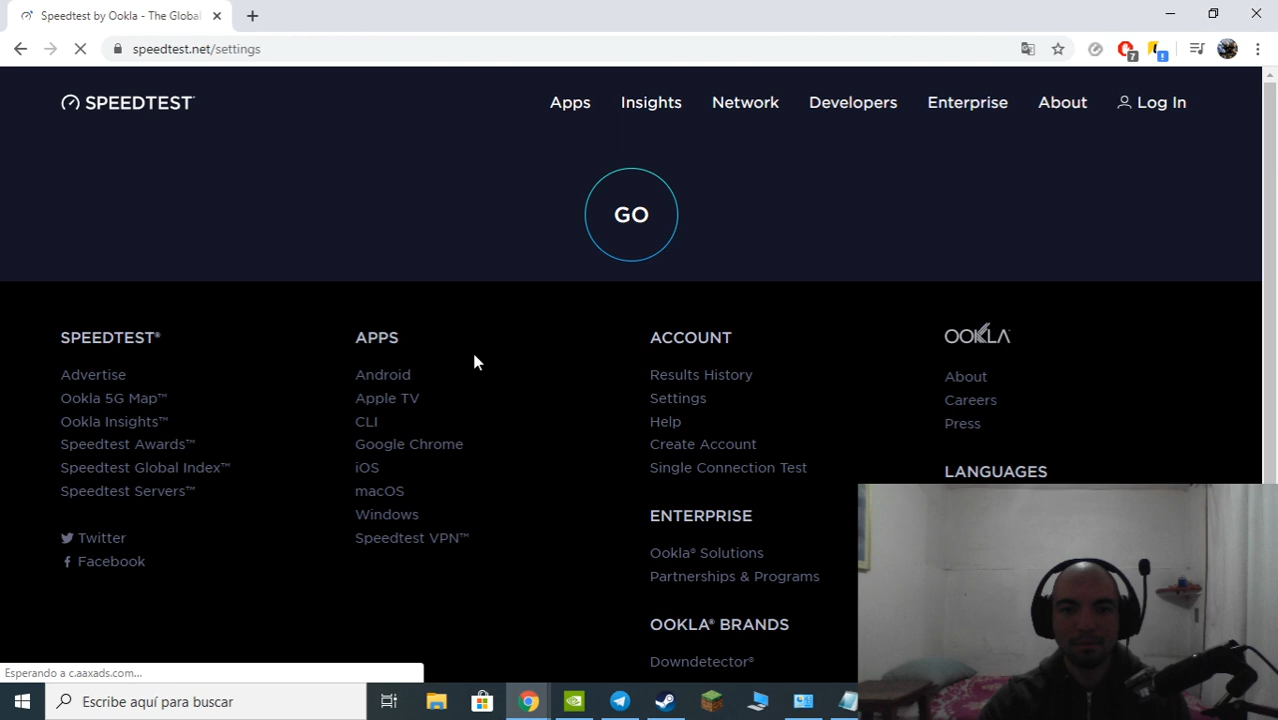 Speedtest by Ookla - The Global
speedtest.net/settings
7
SPEEDTEST
Apps
Insights
Network
Developers
Enterprise
About
Log In
GO
SPEEDTEST®
Advertise
Ookla 5G Map™
Ookla Insights™
Speedtest Awards™
Speedtest Global Index™
Speedtest Servers™
Twitter
Facebook
APPS
Android
Apple TV
CLI
Google Chrome
iOS
macOS
Windows
Speedtest VPN™
ACCOUNT
Results History
Settings
Help
Create Account
Single Connection Test
ENTERPRISE
Ookla® Solutions
Partnerships & Programs
OOKLA® BRANDS
Downdetector®
OOKLA
About
Careers
Press
LANGUAGES
Esperando a c.aaxads.com...
Escribe aquí para buscar